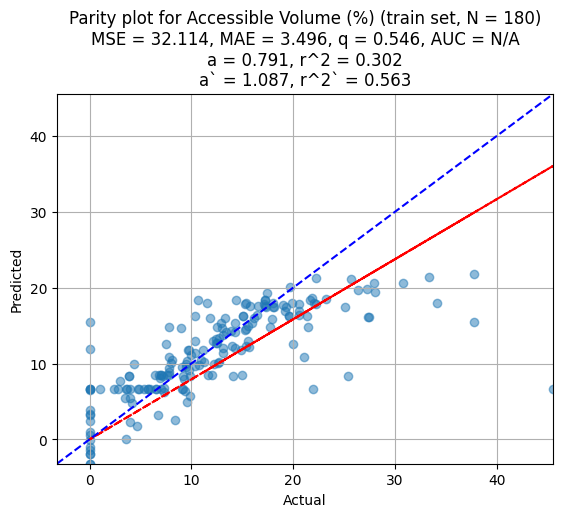 Parity plot for Accessible Volume (%) (train set, N = 180)
MSE = 32.114, MAE = 3.496, q = 0.546, AUC = N/A
a = 0.791, r^2 = 0.302
a` = 1.087, r^2` = 0.563
40
30
20
10
0
Predicted
0 10 20 30 40
Actual